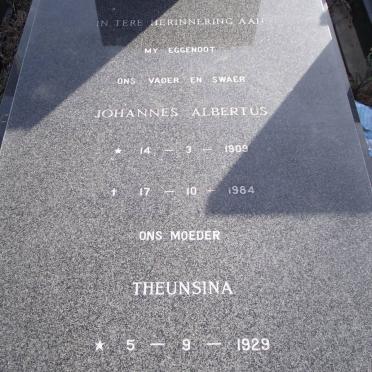 IN TERE HERINNERING AAN
MY EGGENOOT
ONS VADER EN SWAER
JOHANNES ALBERTUS
★ 14 – 3 – 1909
✝ 17 – 10 – 1984
ONS MOEDER
THEUNSINA
★ 5 – 9 – 1929